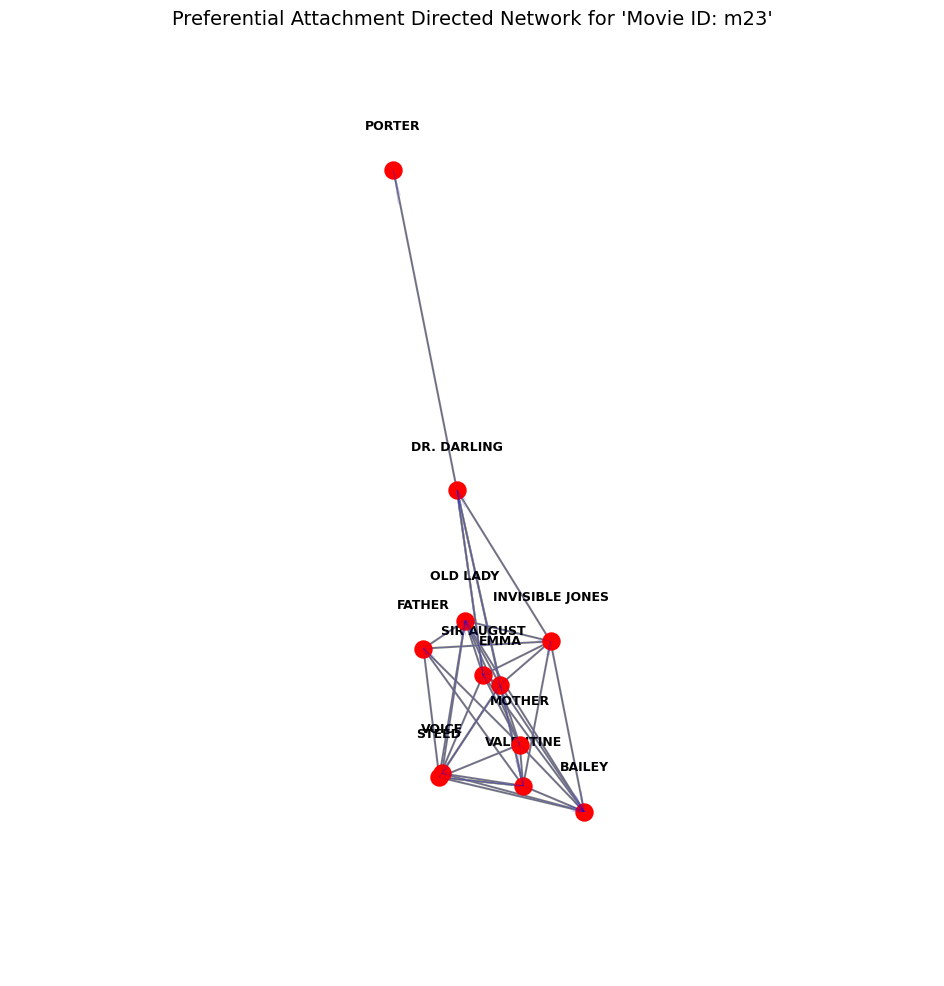 Preferential Attachment Directed Network for 'Movie ID: m23'
PORTER
DR. DARLING
OLD LADY
INVISIBLE JONES
FATHER
SIR AUGUST
EMMA
MOTHER
VOICE
STEED
VALENTINE
BAILEY